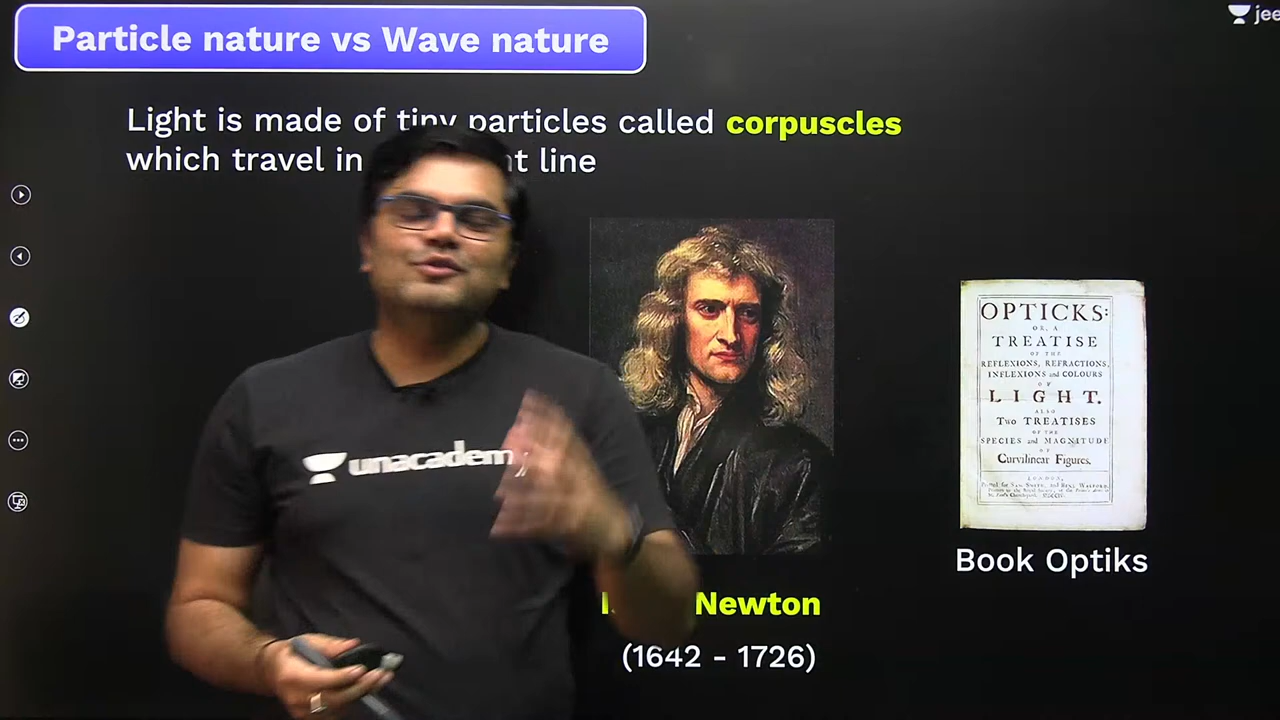 Particle nature vs Wave nature
jee
Light is made of tiny particles called corpuscles
which travel in line
unacademy
OPTICKS:
OR, A
TREATISE
OF THE
REFLEXIONS, REFRACTIONS,
INFLEXIONS and COLOURS
OF
LIGHT.
ALSO
Two TREATISES
OF THE
SPECIES and MAGNITUDE
OF
Curvilinear Figures.
LONDON,
Book Optiks
Newton
(1642 - 1726)